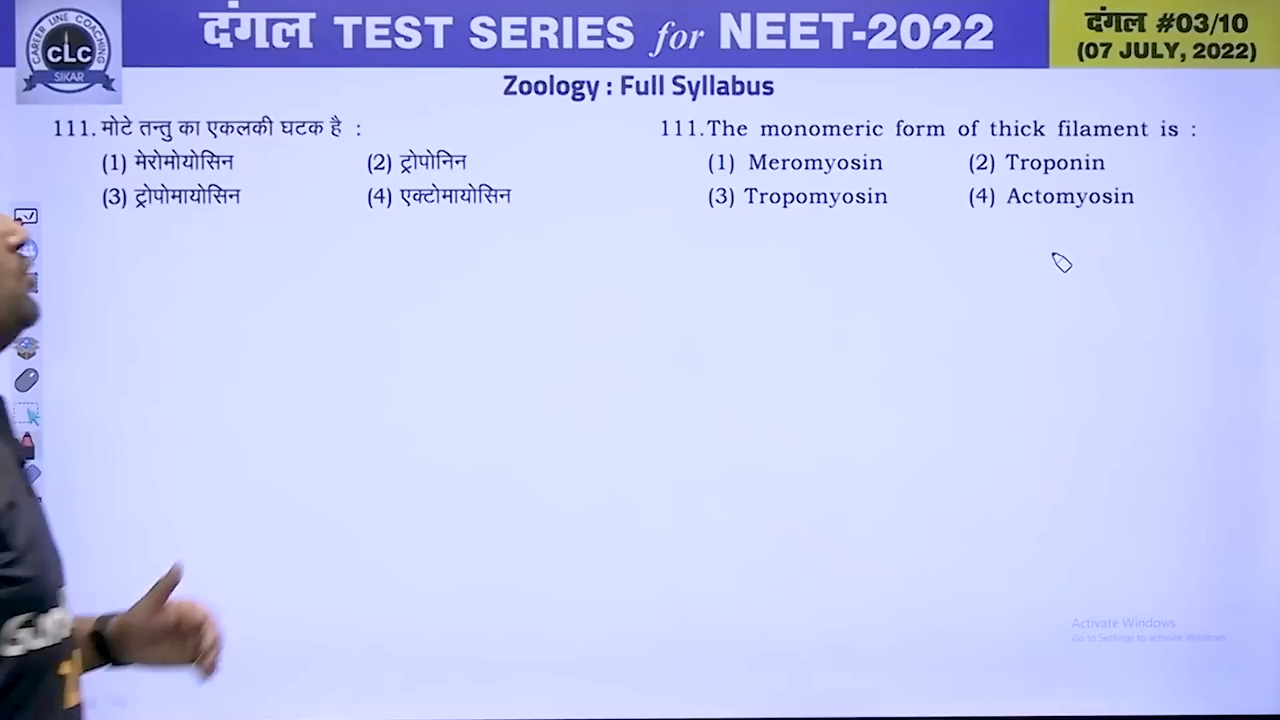 दंगल TEST SERIES for NEET-2022
दंगल #03/10
(07 JULY, 2022)
CAREER LINE COACHING
CLC
SIKAR
Zoology : Full Syllabus
111. मोटे तन्तु का एकलकी घटक है :
(1) मेरोमोयोसिन (2) ट्रोपोनिन
(3) ट्रोपोमायोसिन (4) एक्टोमायोसिन
111.The monomeric form of thick filament is :
(1) Meromyosin (2) Troponin
(3) Tropomyosin (4) Actomyosin
Activate Windows
Go to Settings to activate Windows.